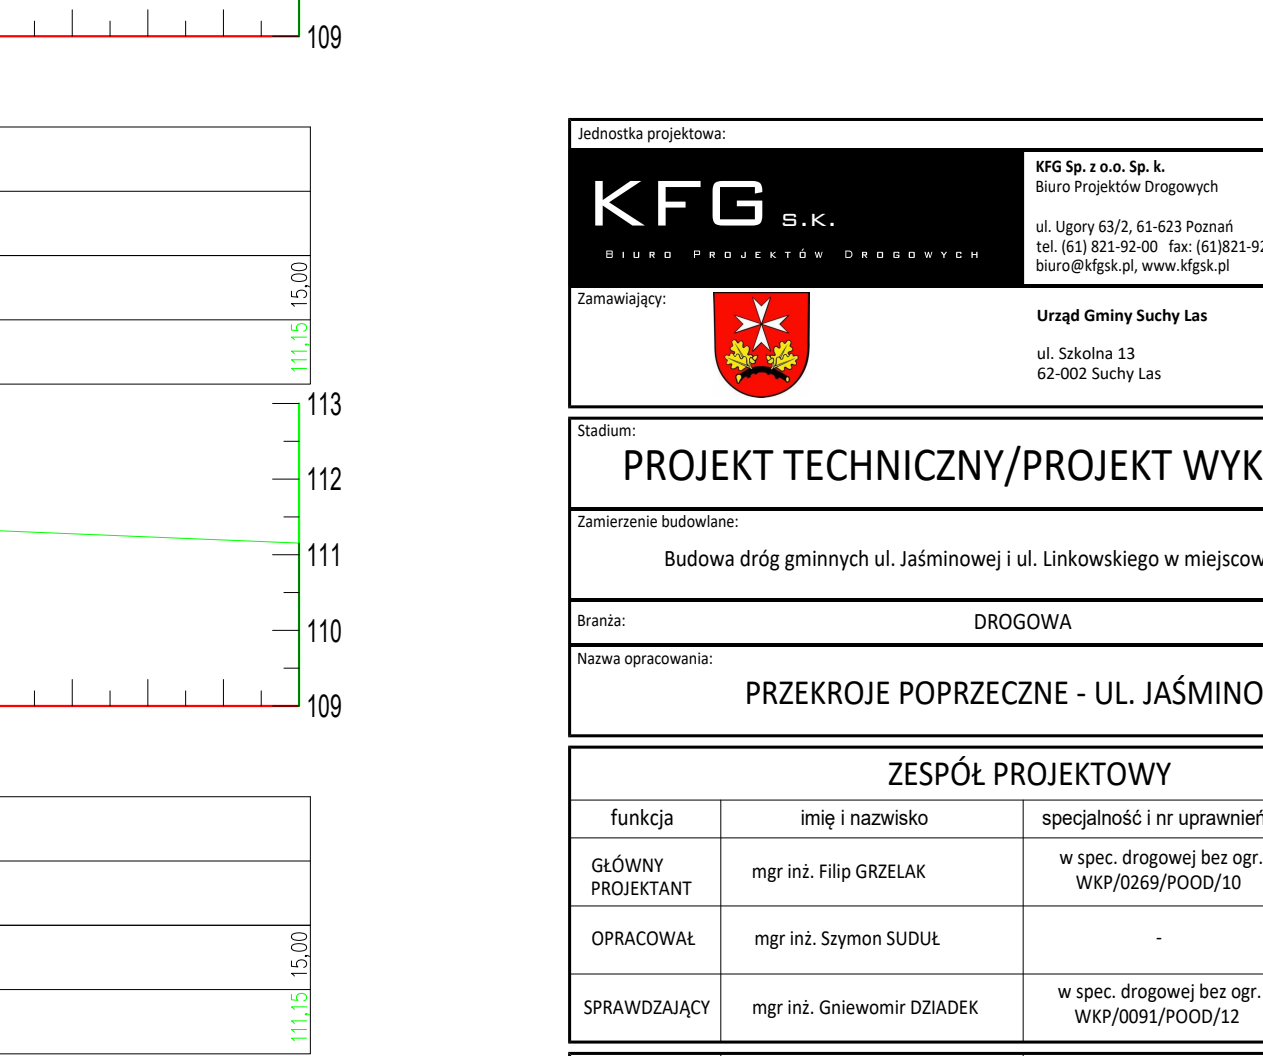 109
15,00
111,15
113
112
111
110
109
15,00
111,15
Jednostka projektowa:
KFG S.K.
BIURO PROJEKTÓW DROGOWYCH
KFG Sp. z o.o. Sp. k.
Biuro Projektów Drogowych
ul. Ugory 63/2, 61-623 Poznań
tel. (61) 821-92-00 fax: (61)821-92
biuro@kfgsk.pl, www.kfgsk.pl
Zamawiający:
Urząd Gminy Suchy Las
ul. Szkolna 13
62-002 Suchy Las
Stadium:
PROJEKT TECHNICZNY/PROJEKT WYK
Zamierzenie budowlane:
Budowa dróg gminnych ul. Jaśminowej i ul. Linkowskiego w miejscow
Branża:
DROGOWA
Nazwa opracowania:
PRZEKROJE POPRZECZNE - UL. JAŚMINO
ZESPÓŁ PROJEKTOWY
funkcja imię i nazwisko specjalność i nr uprawnień
GŁÓWNY
PROJEKTANT
mgr inż. Filip GRZELAK
w spec. drogowej bez ogr.
WKP/0269/POOD/10
OPRACOWAŁ mgr inż. Szymon SUDUŁ -
SPRAWDZAJĄCY mgr inż. Gniewomir DZIADEK
w spec. drogowej bez ogr.
WKP/0091/POOD/12